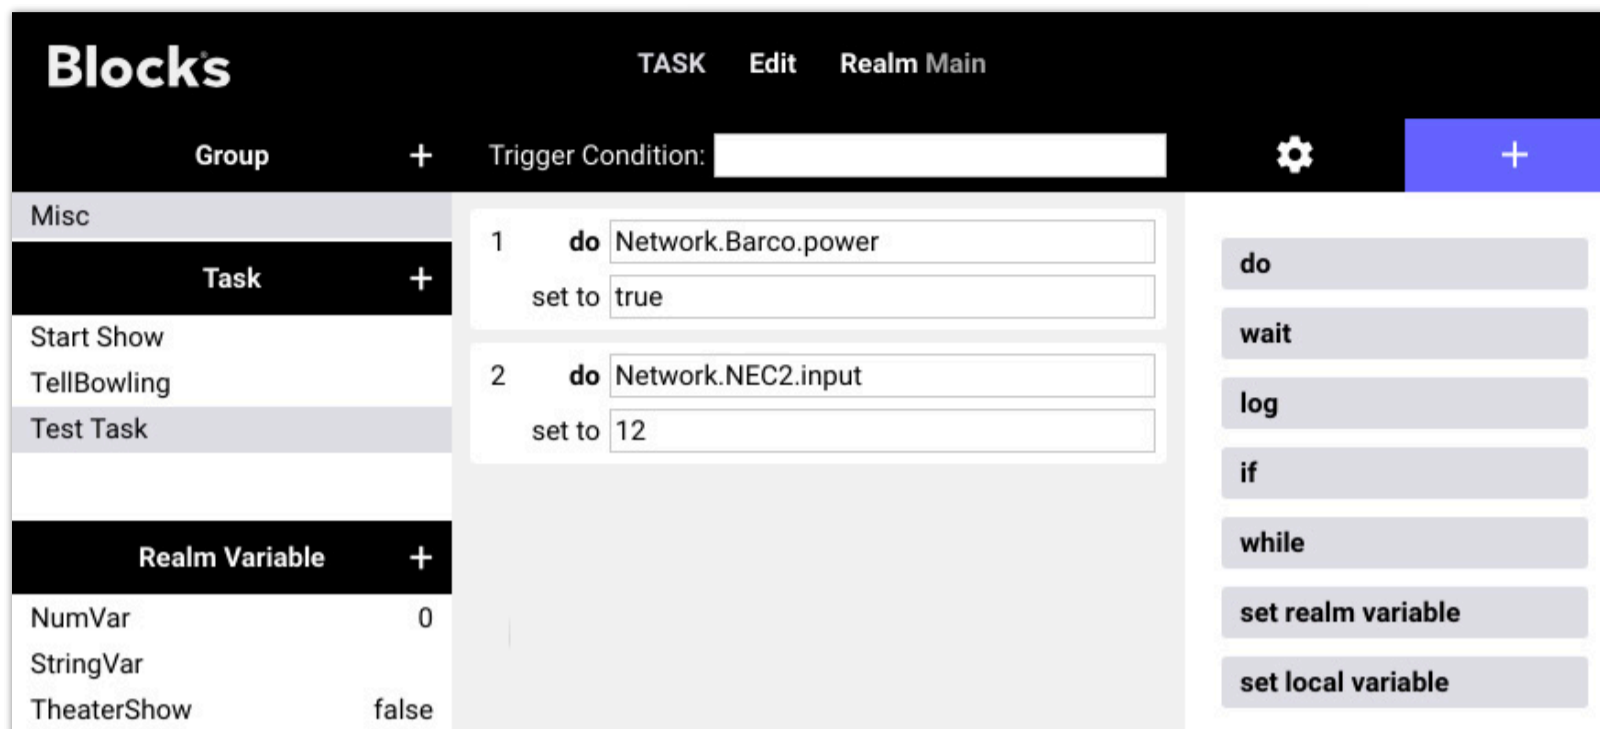 Blocks
TASK Edit Realm Main
Group +
Trigger Condition:
+
Misc
Task +
Start Show
TellBowling
Test Task
Realm Variable +
NumVar 0
StringVar
TheaterShow false
1 do Network.Barco.power
set to true
2 do Network.NEC2.input
set to 12
do
wait
log
if
while
set realm variable
set local variable